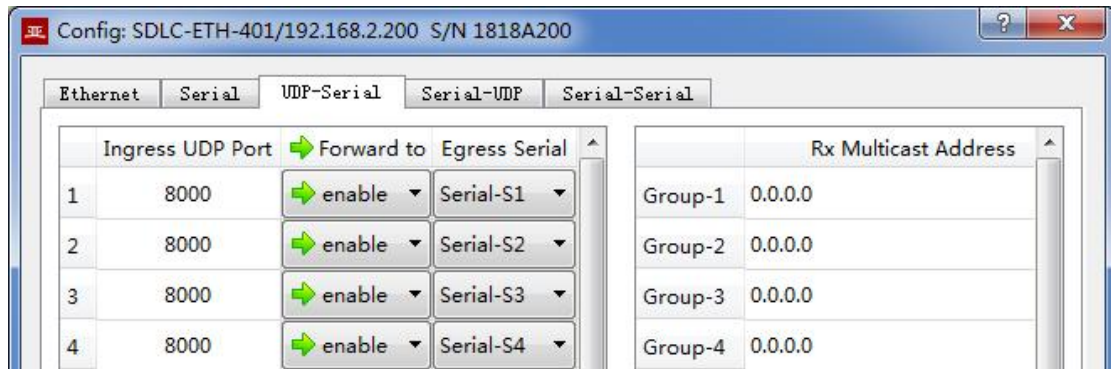 亚 Config: SDLC-ETH-401/192.168.2.200 S/N 1818A200 ? X
Ethernet Serial UDP-Serial Serial-UDP Serial-Serial
Ingress UDP Port Forward to Egress Serial Rx Multicast Address
1 8000 enable Serial-S1 Group-1 0.0.0.0
2 8000 enable Serial-S2 Group-2 0.0.0.0
3 8000 enable Serial-S3 Group-3 0.0.0.0
4 8000 enable Serial-S4 Group-4 0.0.0.0